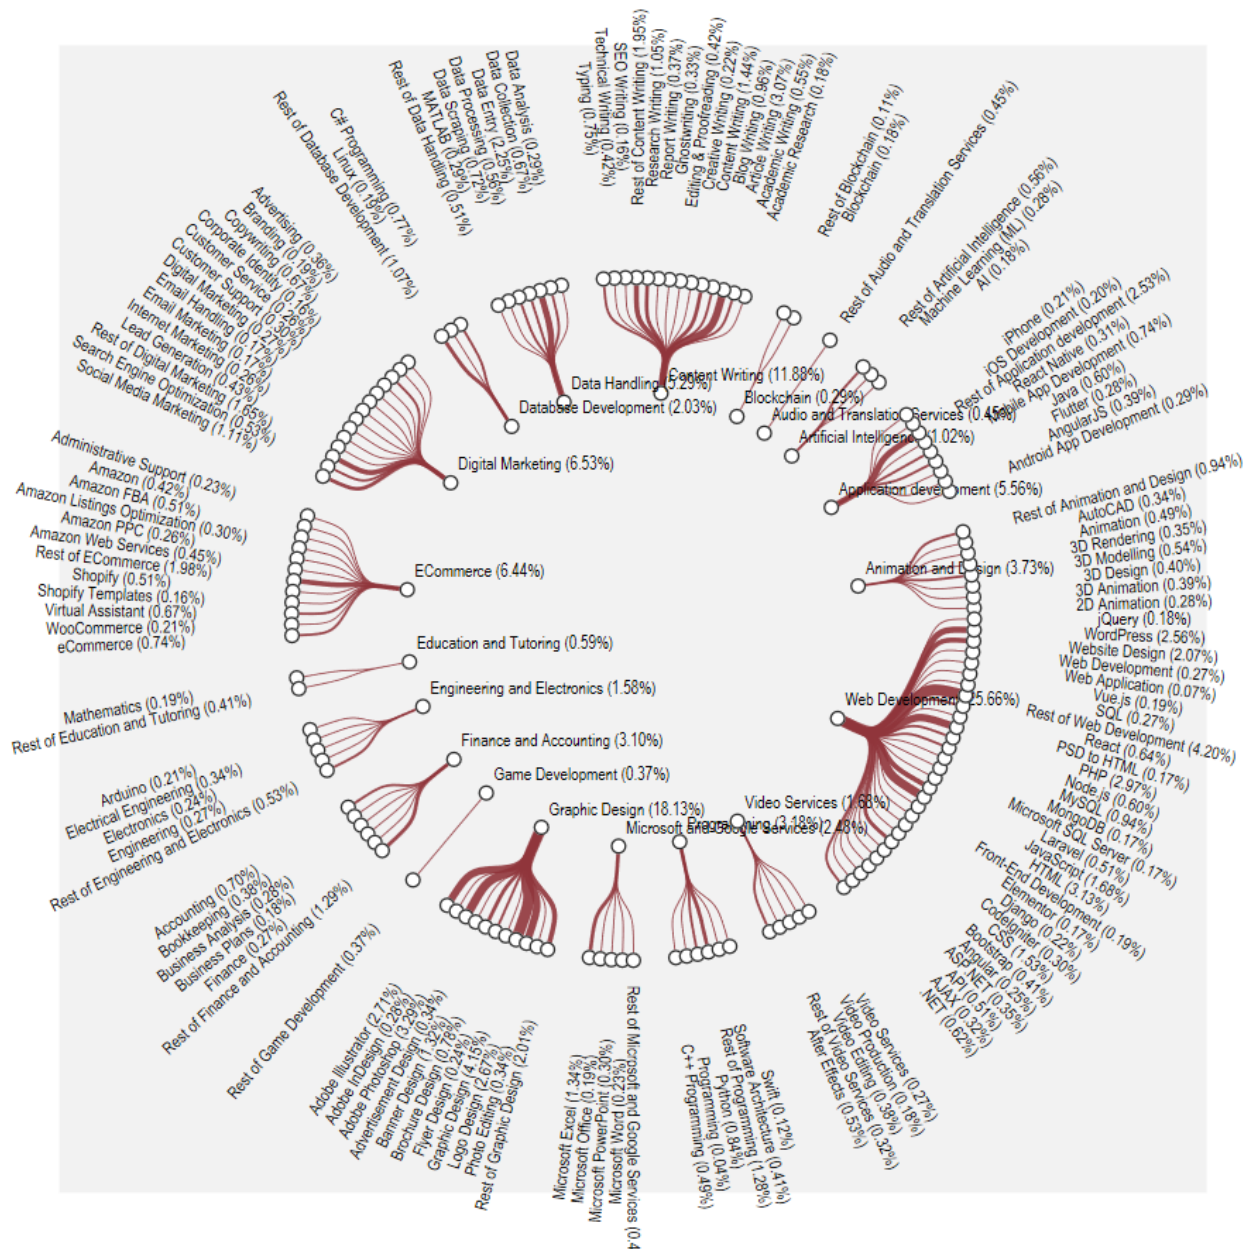 Typing (0.75%)
Technical Writing (0.42%)
SEO Writing (0.16%)
Rest of Content Writing (1.95%)
Research Writing (1.05%)
Report Writing (0.37%)
Ghostwriting (0.33%)
Editing & Proofreading (0.42%)
Creative Writing (0.22%)
Content Writing (1.44%)
Blog Writing (0.96%)
Article Writing (3.07%)
Academic Writing (0.55%)
Academic Research (0.18%)
Rest of Blockchain (0.11%)
Blockchain (0.18%)
Rest of Audio and Translation Services (0.45%)
Rest of Artificial Intelligence (0.56%)
Machine Learning (ML) (0.28%)
AI (0.18%)
iPhone (0.21%)
iOS Development (0.20%)
Rest of Application development (2.53%)
React Native (0.31%)
Mobile App Development (0.74%)
Java (0.60%)
Flutter (0.28%)
AngularJS (0.39%)
Android App Development (0.29%)
Rest of Animation and Design (0.94%)
AutoCAD (0.34%)
Animation (0.49%)
3D Rendering (0.35%)
3D Modelling (0.54%)
3D Design (0.40%)
3D Animation (0.39%)
2D Animation (0.28%)
jQuery (0.18%)
WordPress (2.56%)
Website Design (2.07%)
Web Development (0.27%)
Web Application (0.07%)
Vue.js (0.19%)
SQL (0.27%)
Rest of Web Development (4.20%)
React (0.64%)
PSD to HTML (0.17%)
PHP (2.97%)
Node.js (0.60%)
MySQL (0.94%)
MongoDB (0.17%)
Microsoft SQL Server (0.17%)
Laravel (0.51%)
JavaScript (1.68%)
HTML (3.13%)
Front-End Development (0.19%)
Elementor (0.17%)
Django (0.22%)
CodeIgniter (0.30%)
CSS (1.53%)
Bootstrap (0.41%)
Angular (0.25%)
ASP.NET (0.35%)
API (0.51%)
AJAX (0.32%)
.NET (0.62%)
Video Services (0.27%)
Video Production (0.18%)
Video Editing (0.38%)
Rest of Video Services (0.32%)
After Effects (0.53%)
Swift (0.12%)
Software Architecture (0.41%)
Rest of Programming (1.28%)
Python (0.84%)
Programming (0.04%)
C++ Programming (0.49%)
Rest of Microsoft and Google Services (0.4
Microsoft Word (0.23%)
Microsoft PowerPoint (0.30%)
Microsoft Office (0.19%)
Microsoft Excel (1.34%)
Rest of Graphic Design (2.01%)
Photo Editing (0.34%)
Logo Design (2.67%)
Graphic Design (4.15%)
Flyer Design (0.24%)
Brochure Design (0.78%)
Banner Design (1.32%)
Advertisement Design (0.34%)
Adobe Photoshop (3.29%)
Adobe InDesign (0.28%)
Adobe Illustrator (2.71%)
Rest of Game Development (0.37%)
Rest of Finance and Accounting (1.29%)
Finance (0.27%)
Business Plans (0.18%)
Business Analysis (0.28%)
Bookkeeping (0.38%)
Accounting (0.70%)
Rest of Engineering and Electronics (0.53%)
Engineering (0.27%)
Electronics (0.24%)
Electrical Engineering (0.34%)
Arduino (0.21%)
Rest of Education and Tutoring (0.41%)
Mathematics (0.19%)
eCommerce (0.74%)
WooCommerce (0.21%)
Virtual Assistant (0.67%)
Shopify Templates (0.16%)
Shopify (0.51%)
Rest of ECommerce (1.98%)
Amazon Web Services (0.45%)
Amazon PPC (0.26%)
Amazon Listings Optimization (0.30%)
Amazon FBA (0.51%)
Amazon (0.42%)
Administrative Support (0.23%)
Social Media Marketing (1.11%)
Search Engine Optimization (0.53%)
Rest of Digital Marketing (1.65%)
Lead Generation (0.43%)
Internet Marketing (0.26%)
Email Marketing (0.17%)
Email Handling (0.17%)
Digital Marketing (0.27%)
Customer Support (0.30%)
Customer Service (0.26%)
Corporate Identity (0.16%)
Copywriting (0.67%)
Branding (0.19%)
Advertising (0.36%)
Rest of Database Development (1.07%)
Linux (0.19%)
C# Programming (0.77%)
Rest of Data Handling (0.51%)
MATLAB (0.29%)
Data Scraping (0.72%)
Data Processing (0.56%)
Data Entry (2.25%)
Data Collection (0.67%)
Data Analysis (0.29%)
Content Writing (11.88%)
Data Handling (5.29%)
Blockchain (0.29%)
Database Development (2.03%)
Audio and Translation Services (0.45%)
Artificial Intelligence (1.02%)
Digital Marketing (6.53%)
Application development (5.56%)
ECommerce (6.44%)
Animation and Design (3.73%)
Education and Tutoring (0.59%)
Engineering and Electronics (1.58%)
Web Development (25.66%)
Finance and Accounting (3.10%)
Game Development (0.37%)
Graphic Design (18.13%)
Video Services (1.68%)
Programming (3.18%)
Microsoft and Google Services (2.48%)